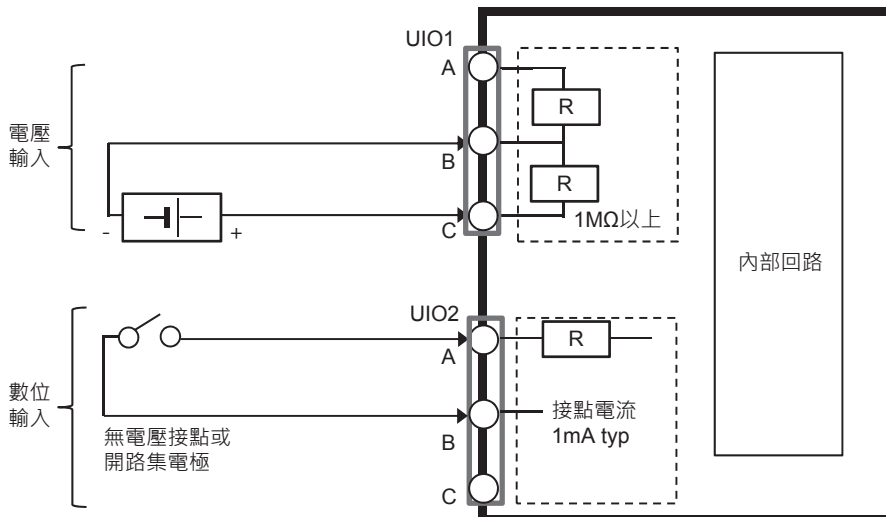 UIO1
A
R
電壓
輸入
B
R
C
1MΩ以上
-
+
內部回路
UIO2
A
R
數位
輸入
接點電流
1mA typ
無電壓接點或
開路集電極
B
C